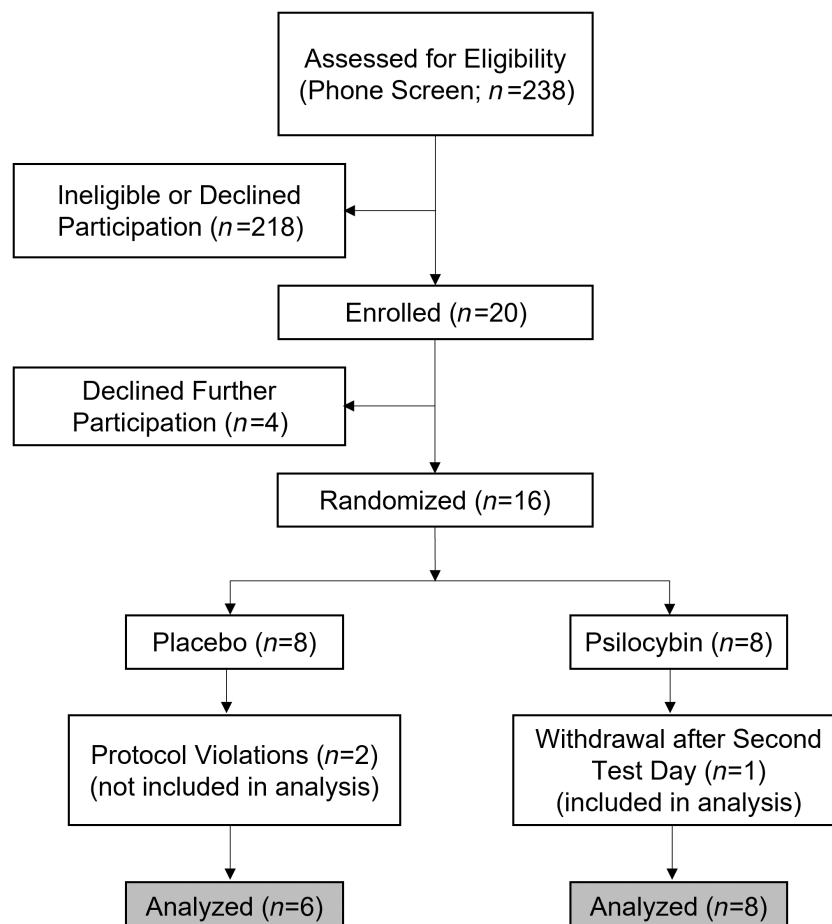 Assessed for Eligibility
(Phone Screen; n=238)
Ineligible or Declined
Participation (n=218)
Enrolled (n=20)
Declined Further
Participation (n=4)
Randomized (n=16)
Placebo (n=8)
Psilocybin (n=8)
Protocol Violations (n=2)
(not included in analysis)
Withdrawal after Second
Test Day (n=1)
(included in analysis)
Analyzed (n=6)
Analyzed (n=8)